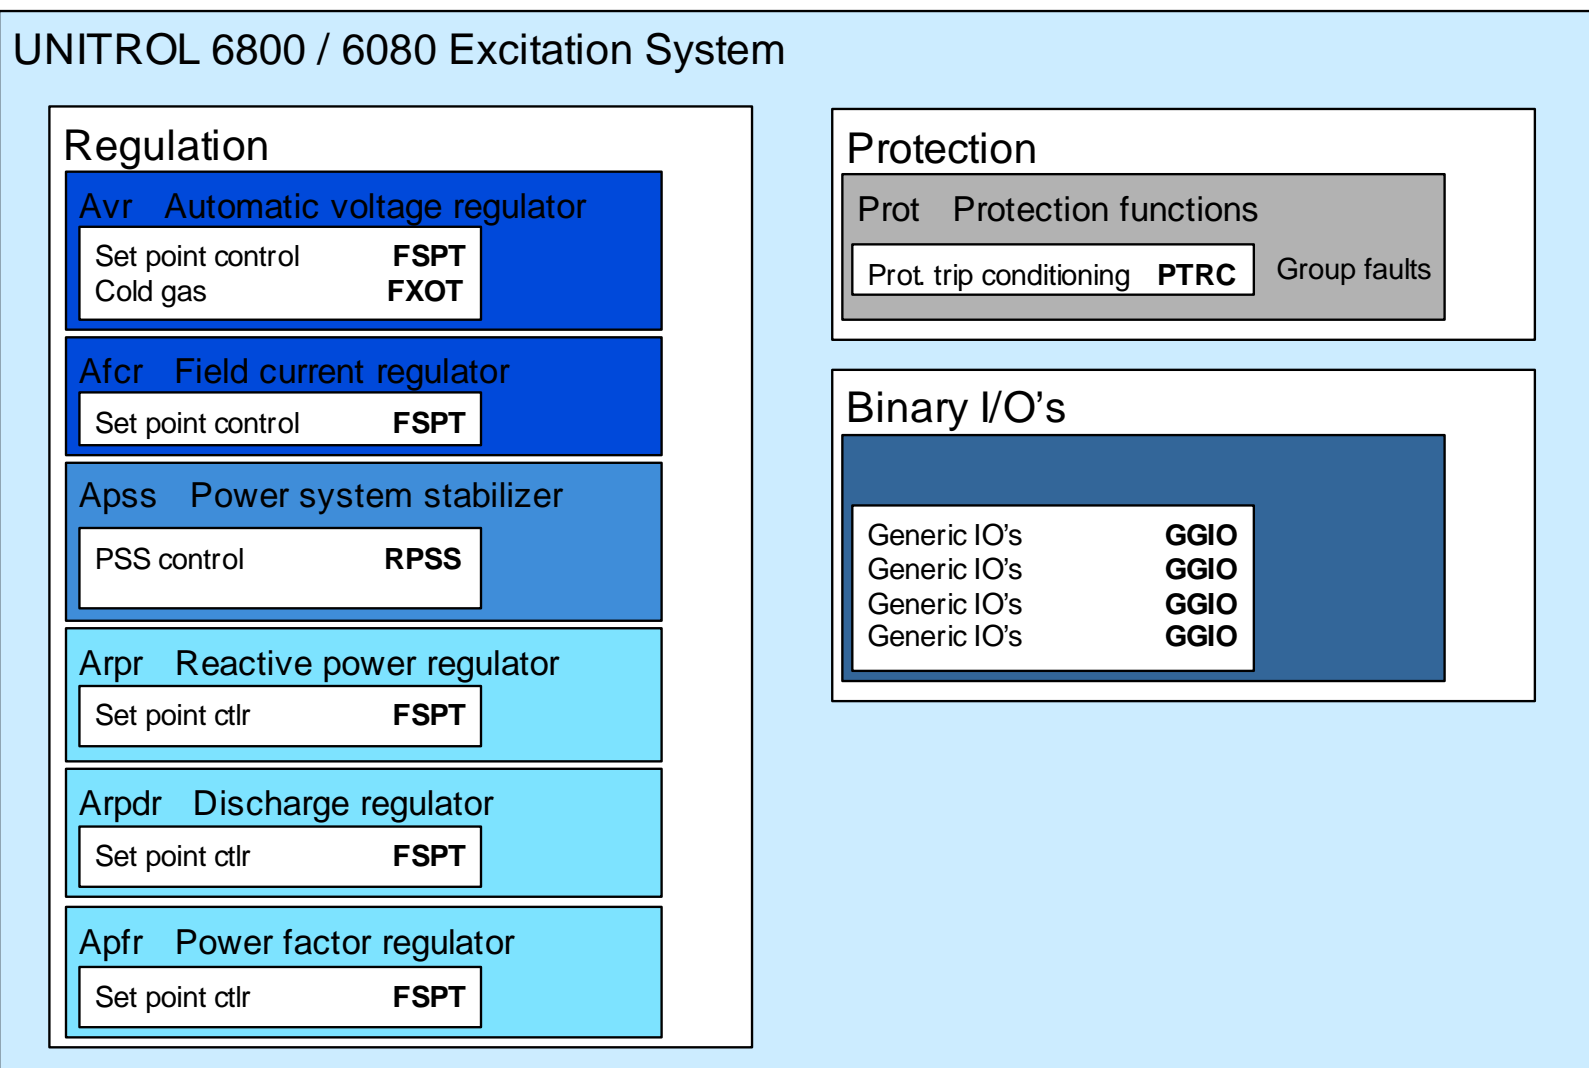 UNITROL 6800 / 6080 Excitation System
Regulation
Avr Automatic voltage regulator
Set point control FSPT
Cold gas FXOT
Afcr Field current regulator
Set point control FSPT
Apss Power system stabilizer
PSS control RPSS
Arpr Reactive power regulator
Set point ctlr FSPT
Arpdr Discharge regulator
Set point ctlr FSPT
Apfr Power factor regulator
Set point ctlr FSPT
Protection
Prot Protection functions
Prot. trip conditioning PTRC Group faults
Binary I/O’s
Generic IO’s GGIO
Generic IO’s GGIO
Generic IO’s GGIO
Generic IO’s GGIO